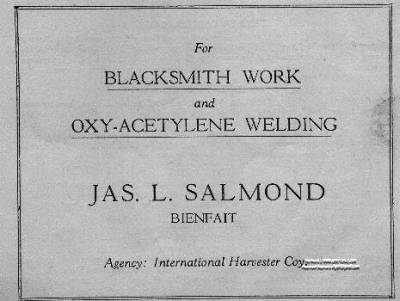 For
BLACKSMITH WORK
and
OXY-ACETYLENE WELDING
JAS. L. SALMOND
BIENFAIT
Agency: International Harvester Coy.